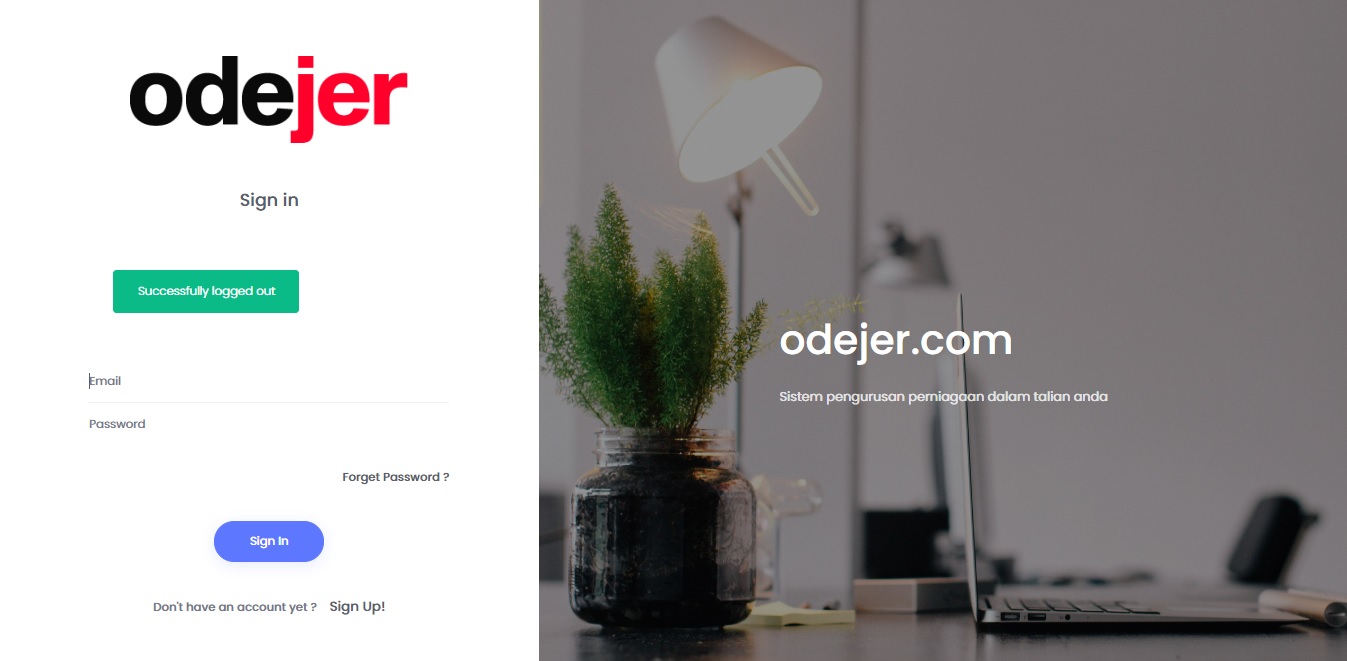 odejer
Sign in
Successfully logged out
Email
Password
Forget Password ?
Sign In
Don't have an account yet ? Sign Up!
odejer.com
Sistem pengurusan perniagaan dalam talian anda